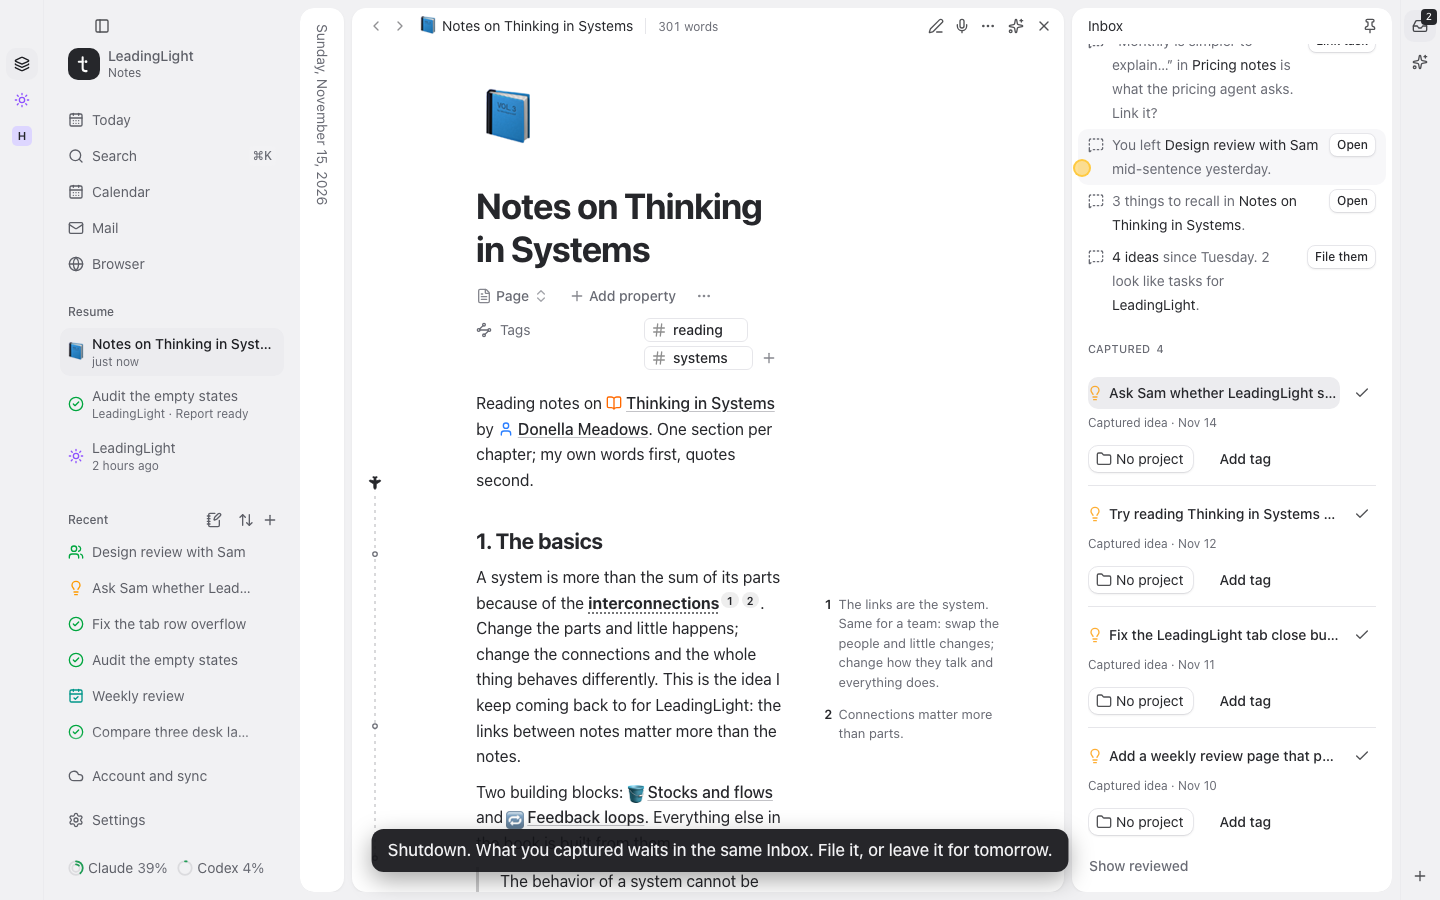 LeadingLight
Notes
Today
Search ⌘K
Calendar
Mail
Browser
Resume
Notes on Thinking in Syst...
just now
Audit the empty states
LeadingLight · Report ready
LeadingLight
2 hours ago
Recent
Design review with Sam
Ask Sam whether Lead...
Fix the tab row overflow
Audit the empty states
Weekly review
Compare three desk la...
Account and sync
Settings
Claude 39% Codex 4%
H
Sunday, November 15, 2026
Notes on Thinking in Systems 301 words
VOL. 3
Notes on Thinking
in Systems
Page Add property
Tags # reading
# systems
Reading notes on Thinking in Systems
by Donella Meadows. One section per
chapter; my own words first, quotes
second.
1. The basics
A system is more than the sum of its parts
because of the interconnections 1 2 .
Change the parts and little happens;
change the connections and the whole
thing behaves differently. This is the idea I
keep coming back to for LeadingLight: the
links between notes matter more than the
notes.
Two building blocks: Stocks and flows
and Feedback loops. Everything else in
The behavior of a system cannot be
1 The links are the system.
Same for a team: swap the
people and little changes;
change how they talk and
everything does.
2 Connections matter more
than parts.
Shutdown. What you captured waits in the same Inbox. File it, or leave it for tomorrow.
Inbox
"Monthly is simpler to
explain…" in Pricing notes is
what the pricing agent asks.
Link it?
Link task
You left Design review with Sam
mid-sentence yesterday.
Open
3 things to recall in Notes on
Thinking in Systems.
Open
4 ideas since Tuesday. 2
look like tasks for
LeadingLight.
File them
CAPTURED 4
Ask Sam whether LeadingLight s...
Captured idea · Nov 14
No project Add tag
Try reading Thinking in Systems ...
Captured idea · Nov 12
No project Add tag
Fix the LeadingLight tab close bu...
Captured idea · Nov 11
No project Add tag
Add a weekly review page that p...
Captured idea · Nov 10
No project Add tag
Show reviewed
2